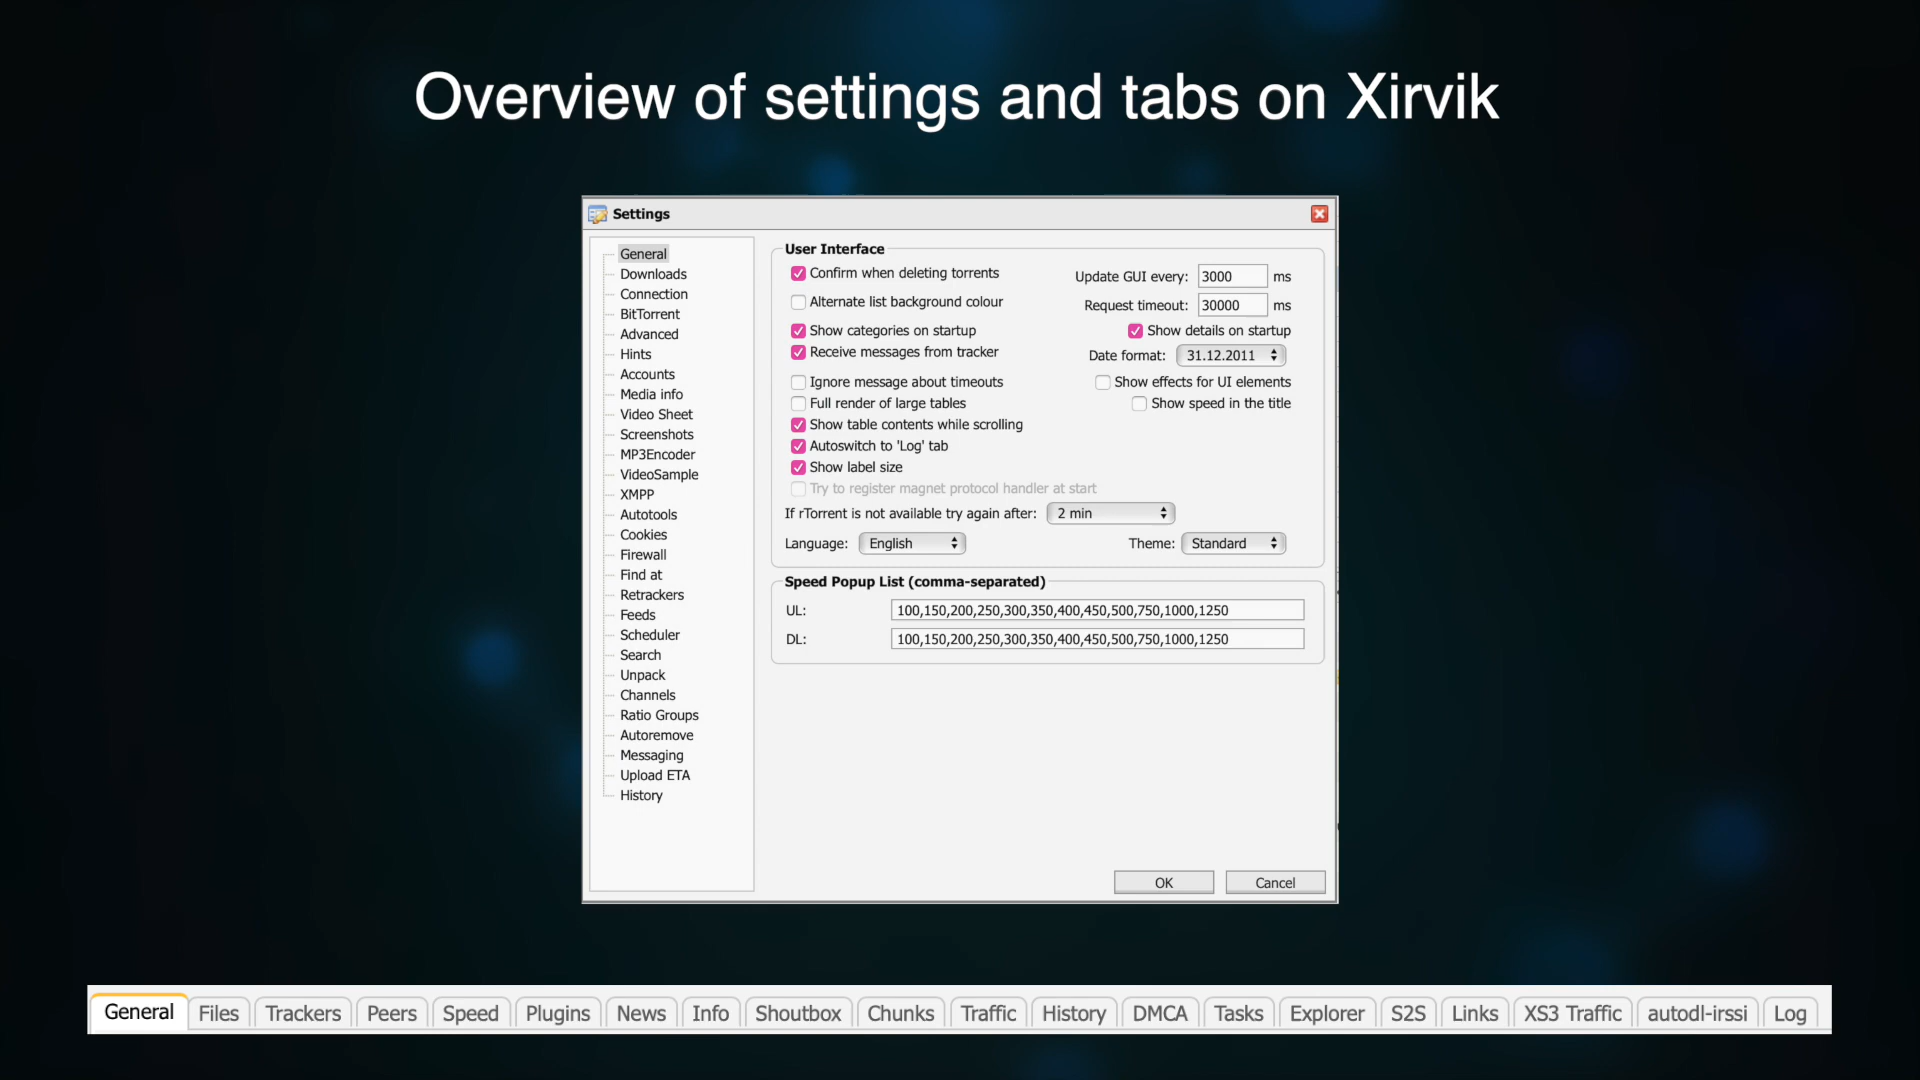 Overview of settings and tabs on Xirvik
Settings
General
Downloads
Connection
BitTorrent
Advanced
Hints
Accounts
Media info
Video Sheet
Screenshots
MP3Encoder
VideoSample
XMPP
Autotools
Cookies
Firewall
Find at
Retrackers
Feeds
Scheduler
Search
Unpack
Channels
Ratio Groups
Autoremove
Messaging
Upload ETA
History
User Interface
Confirm when deleting torrents Update GUI every: 3000 ms
Alternate list background colour Request timeout: 30000 ms
Show categories on startup Show details on startup
Receive messages from tracker Date format: 31.12.2011
Ignore message about timeouts Show effects for UI elements
Full render of large tables Show speed in the title
Show table contents while scrolling
Autoswitch to 'Log' tab
Show label size
Try to register magnet protocol handler at start
If rTorrent is not available try again after: 2 min
Language: English Theme: Standard
Speed Popup List (comma-separated)
UL: 100,150,200,250,300,350,400,450,500,750,1000,1250
DL: 100,150,200,250,300,350,400,450,500,750,1000,1250
OK Cancel
General Files Trackers Peers Speed Plugins News Info Shoutbox Chunks Traffic History DMCA Tasks Explorer S2S Links XS3 Traffic autodl-irssi Log